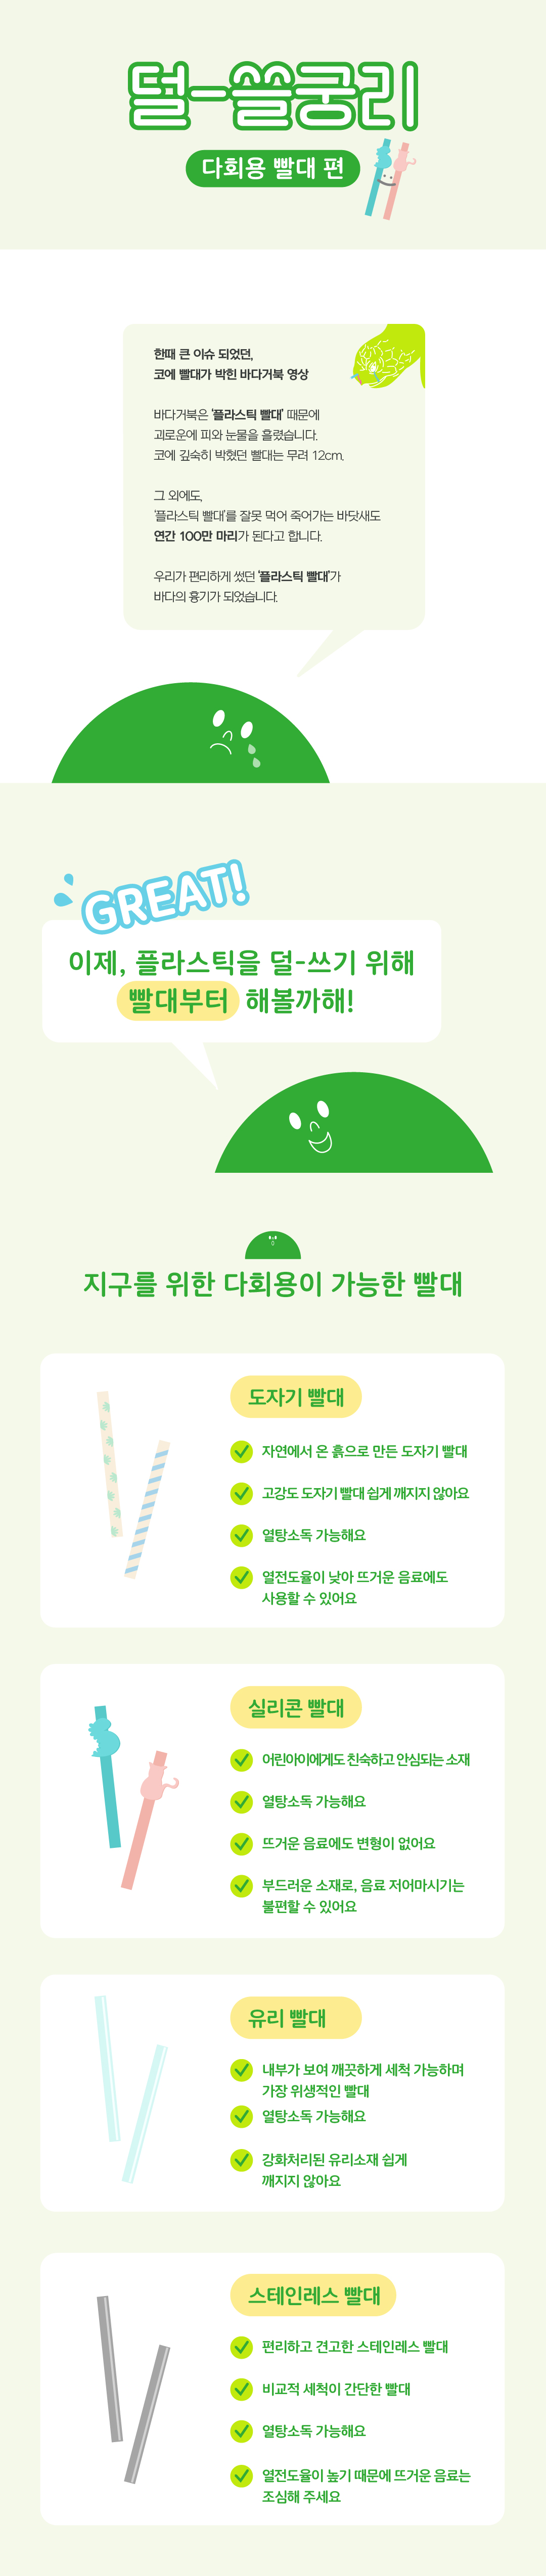 덜-쓸쿵리
다회용 빨대 편
한때 큰 이슈 되었던,
코에 빨대가 박힌 바다거북 영상
바다거북은 '플라스틱 빨대' 때문에
괴로운에 피와 눈물을 흘렸습니다.
코에 깊숙히 박혔던 빨대는 무려 12cm.
그 외에도,
'플라스틱 빨대'를 잘못 먹어 죽어가는 바닷새도
연간 100만 마리가 된다고 합니다.
우리가 편리하게 썼던 '플라스틱 빨대'가
바다의 흉기가 되었습니다.
GREAT!
이제, 플라스틱을 덜-쓰기 위해
빨대부터 해볼까해!
지구를 위한 다회용이 가능한 빨대
도자기 빨대
자연에서 온 흙으로 만든 도자기 빨대
고강도 도자기 빨대 쉽게 깨지지 않아요
열탕소독 가능해요
열전도율이 낮아 뜨거운 음료에도
사용할 수 있어요
실리콘 빨대
어린아이에게도 친숙하고 안심되는 소재
열탕소독 가능해요
뜨거운 음료에도 변형이 없어요
부드러운 소재로, 음료 저어마시기는
불편할 수 있어요
유리 빨대
내부가 보여 깨끗하게 세척 가능하며
가장 위생적인 빨대
열탕소독 가능해요
강화처리된 유리소재 쉽게
깨지지 않아요
스테인레스 빨대
편리하고 견고한 스테인레스 빨대
비교적 세척이 간단한 빨대
열탕소독 가능해요
열전도율이 높기 때문에 뜨거운 음료는
조심해 주세요